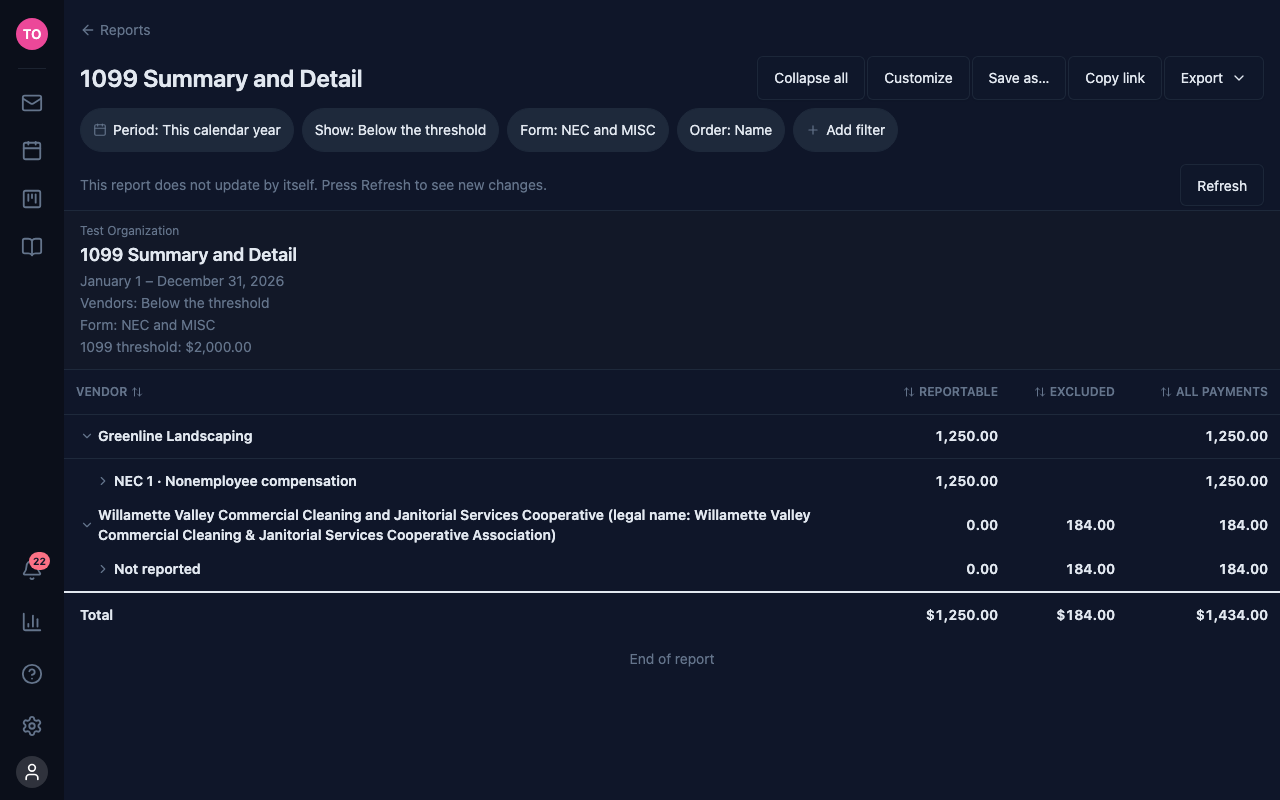 TO
Reports
1099 Summary and Detail
Collapse all
Customize
Save as...
Copy link
Export
Period: This calendar year
Show: Below the threshold
Form: NEC and MISC
Order: Name
Add filter
This report does not update by itself. Press Refresh to see new changes.
Refresh
Test Organization
1099 Summary and Detail
January 1 – December 31, 2026
Vendors: Below the threshold
Form: NEC and MISC
1099 threshold: $2,000.00
VENDOR REPORTABLE EXCLUDED ALL PAYMENTS
Greenline Landscaping 1,250.00 1,250.00
NEC 1 · Nonemployee compensation 1,250.00 1,250.00
Willamette Valley Commercial Cleaning and Janitorial Services Cooperative (legal name: Willamette Valley
Commercial Cleaning & Janitorial Services Cooperative Association)
0.00 184.00 184.00
Not reported 0.00 184.00 184.00
Total $1,250.00 $184.00 $1,434.00
End of report
22